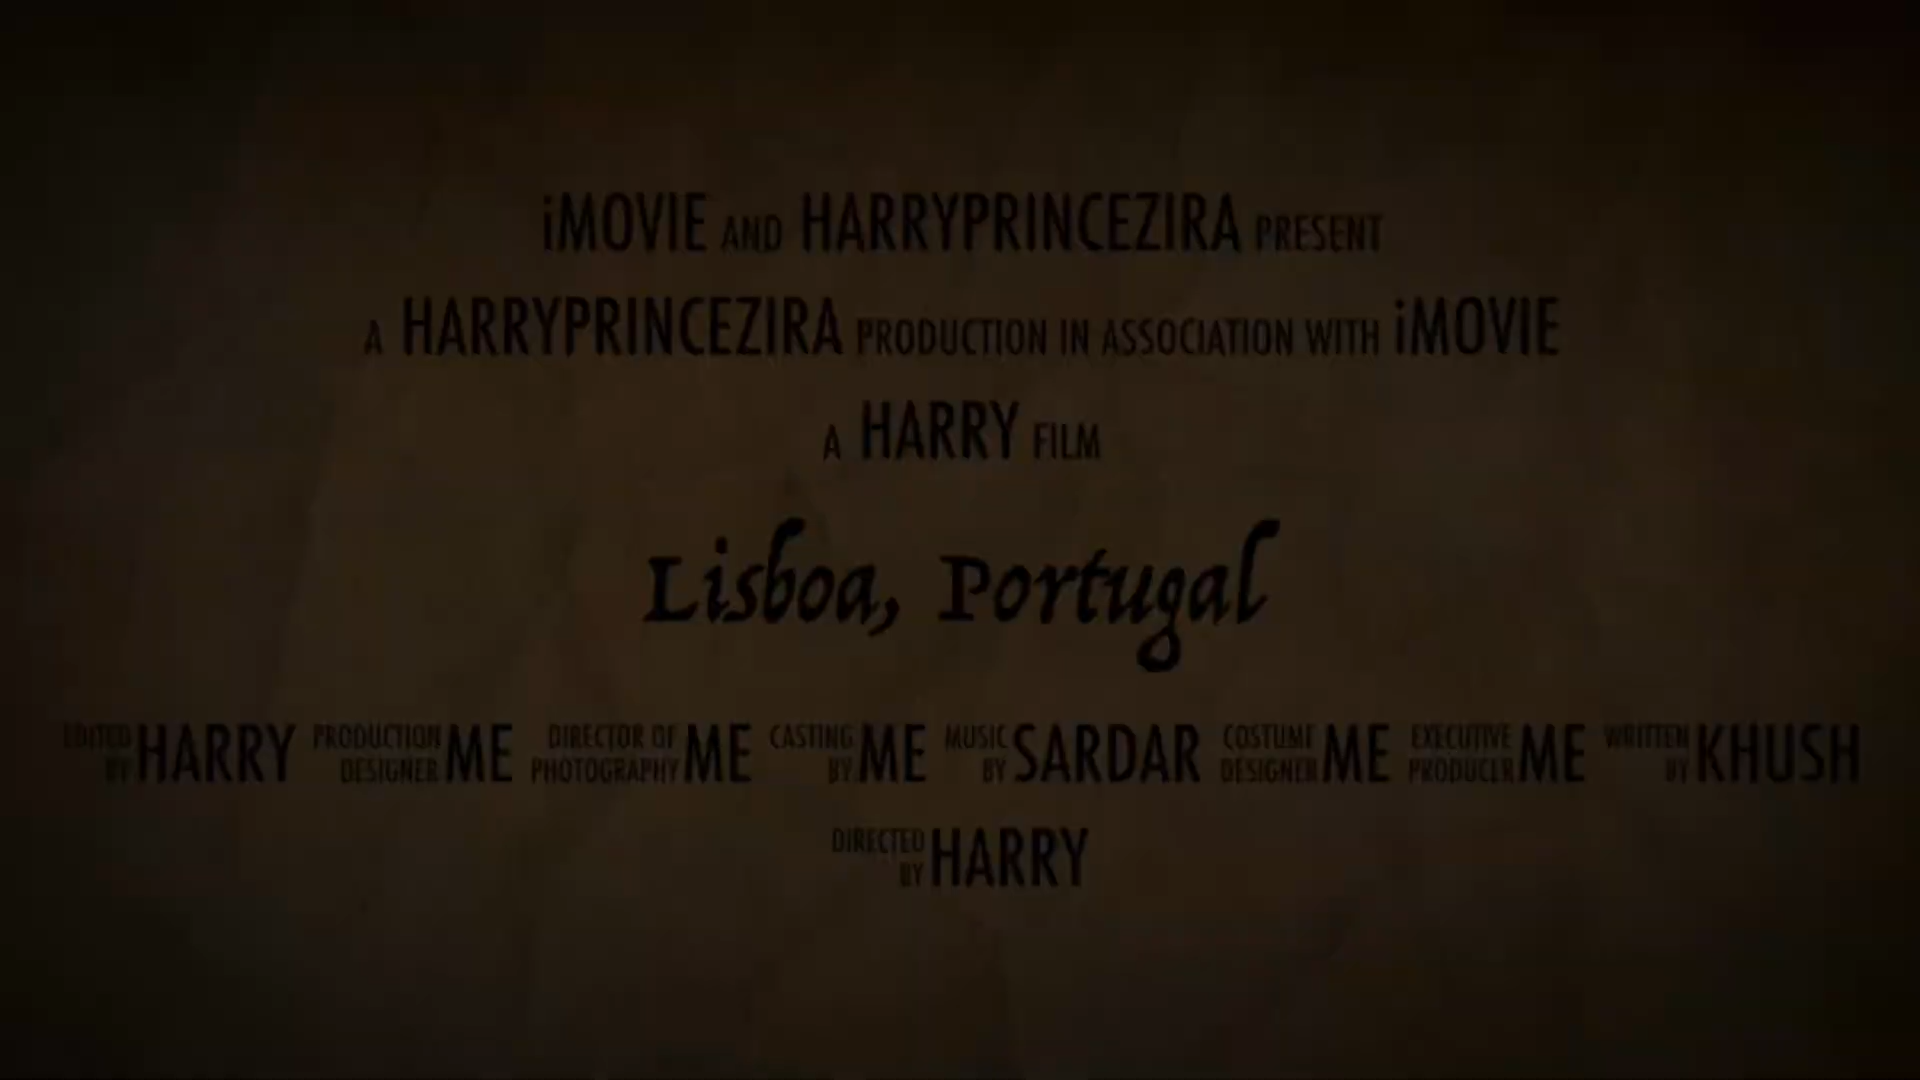 iMOVIE AND HARRYPRINCEZIRA PRESENT
A HARRYPRINCEZIRA PRODUCTION IN ASSOCIATION WITH iMOVIE
A HARRY FILM
Lisboa, Portugal
EDITED BY HARRY PRODUCTION DESIGNER ME DIRECTOR OF PHOTOGRAPHY ME CASTING BY ME MUSIC BY SARDAR COSTUME DESIGNER ME EXECUTIVE PRODUCER ME WRITTEN BY KHUSH
DIRECTED BY HARRY